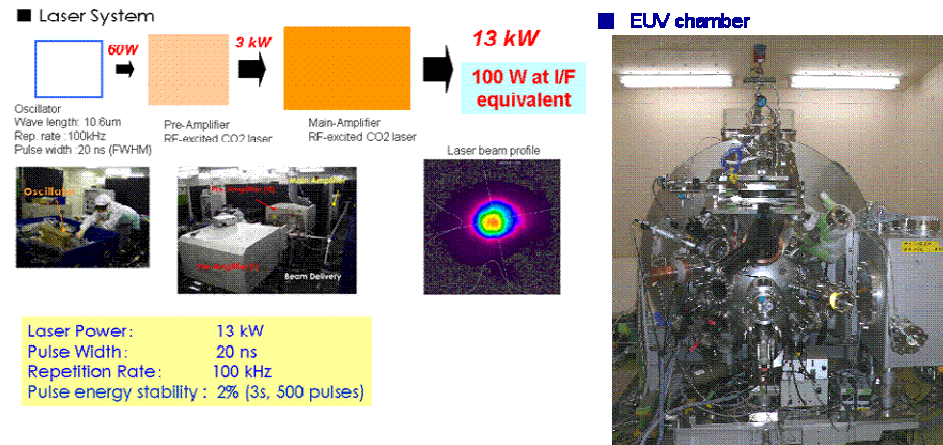 ■ Laser System
60W
3 kW
13 kW
100 W at I/F
equivalent
Oscillator
Wave length: 10.6um
Rep. rate : 100kHz
Pulse width :20 ns (FWHM)
Pre-Amplifier
RF-excited CO2 laser
Main-Amplifier
RF-excited CO2 laser
Laser beam profile
Oscillator
Main Amplifier
Beam Delivery
Laser Power: 13 kW
Pulse Width: 20 ns
Repetition Rate: 100 kHz
Pulse energy stability : 2% (3s, 500 pulses)
■ EUV chamber